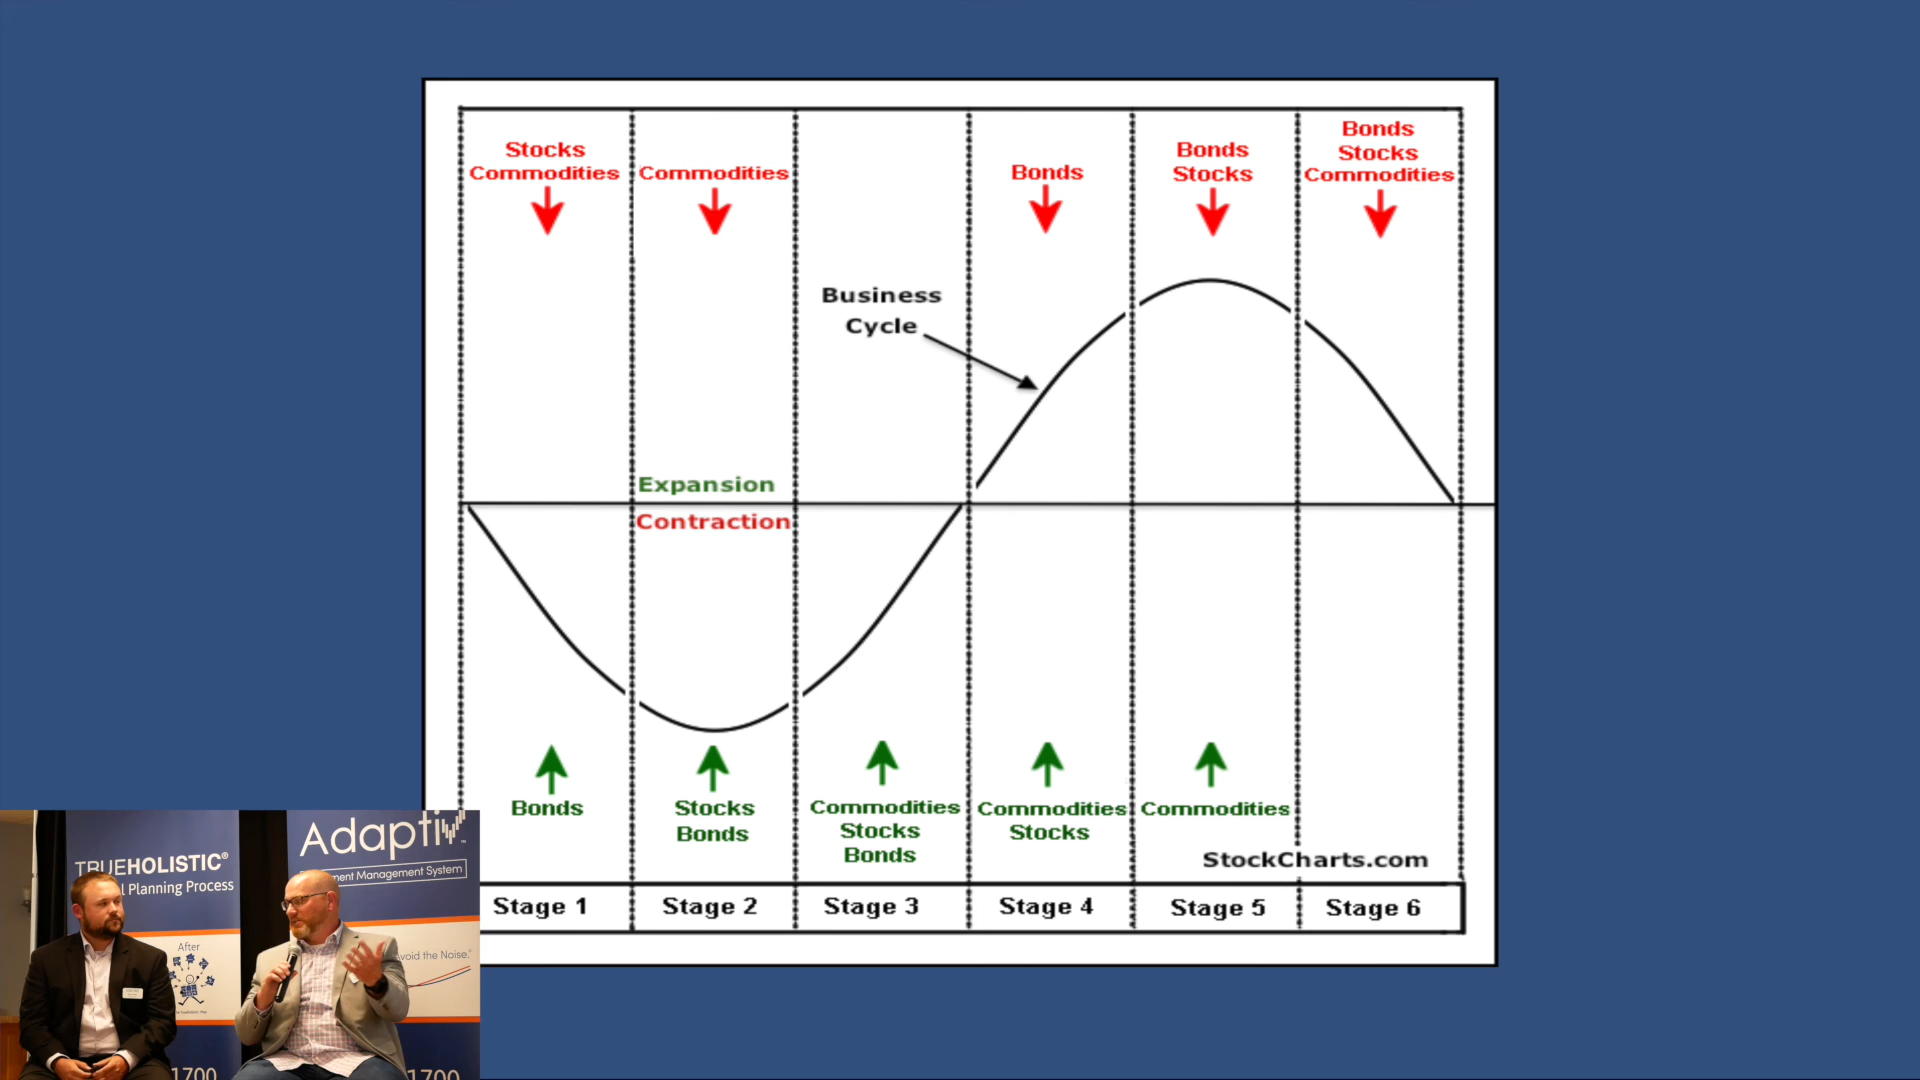 Stocks
Commodities
Commodities
Bonds
Bonds
Stocks
Bonds
Stocks
Commodities
Business
Cycle
Expansion
Contraction
Bonds
Stocks
Bonds
Commodities
Stocks
Bonds
Commodities
Stocks
Commodities
StockCharts.com
Stage 1
Stage 2
Stage 3
Stage 4
Stage 5
Stage 6
TRUEHOLISTIC®
Planning Process
After
Adaptiv
Management System
void the Noise.
1700
1700